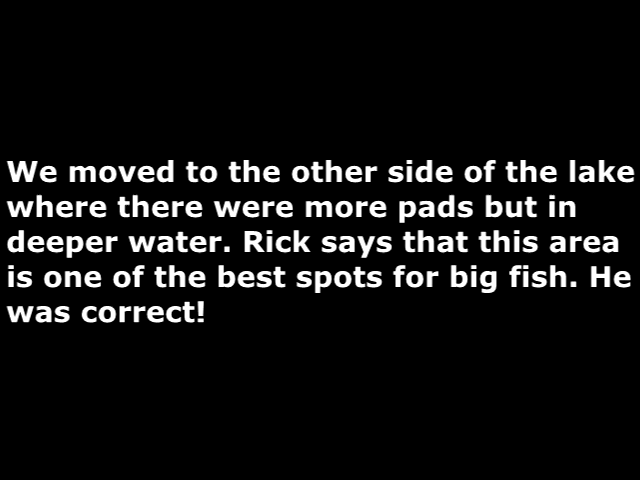 We moved to the other side of the lake
where there were more pads but in
deeper water. Rick says that this area
is one of the best spots for big fish. He
was correct!